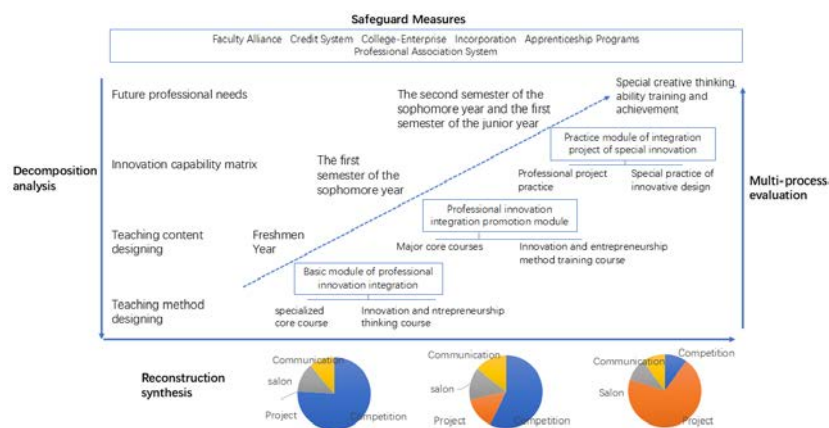 Safeguard Measures
Faculty Alliance Credit System College-Enterprise Incorporation Apprenticeship Programs
Professional Association System
Future professional needs
The second semester of the
sophomore year and the first
semester of the junior year
Special creative thinking,
ability training and
achievement
Practice module of integration
project of special innovation
Decomposition
analysis
Innovation capability matrix
The first
semester of the
sophomore year
Professional project
practice
Special practice of
innovative design
Multi-process
evaluation
Professional innovation
integration promotion module
Teaching content
designing
Freshmen
Year
Major core courses
Innovation and entrepreneurship
method training course
Basic module of professional
innovation integration
Teaching method
designing
specialized
core course
Innovation and ntrepreneurship
thinking course
Reconstruction
synthesis
Communication
salon
Project
Competition
Communication
salon
Project
Competition
Communication
Competition
Salon
Project